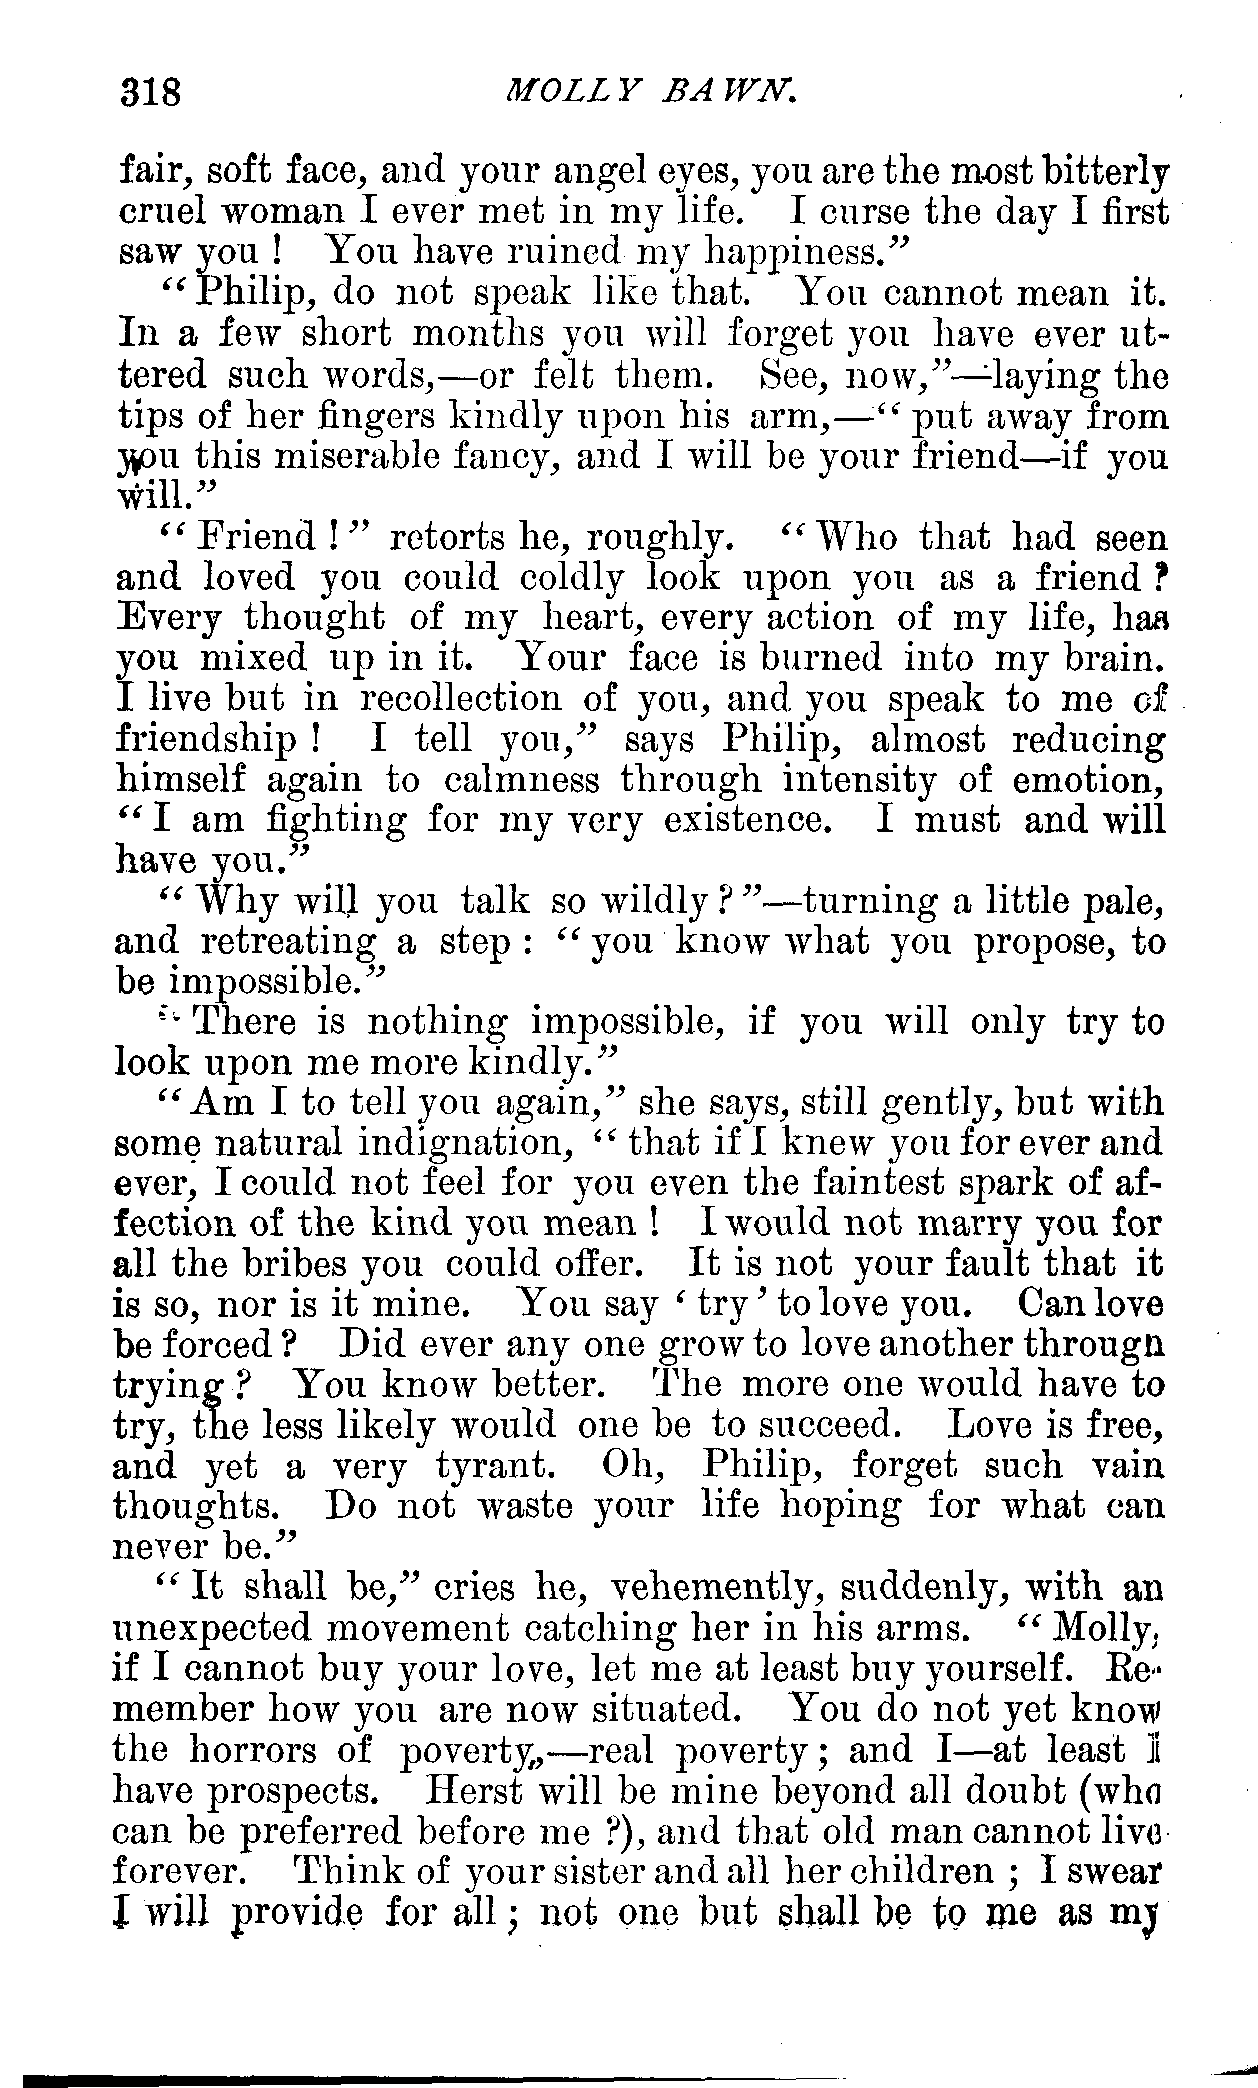 318 MOLLY BAWN.
fair, soft face, and your angel eyes, you are the most bitterly
cruel woman I ever met in my life. I curse the day I first
saw you ! You have ruined my happiness.”
“ Philip, do not speak like that. You cannot mean it.
In a few short months you will forget you have ever ut-
tered such words,—or felt them. See, now,”—laying the
tips of her fingers kindly upon his arm,—“ put away from
you this miserable fancy, and I will be your friend—if you
will.”
“ Friend ! ” retorts he, roughly. “ Who that had seen
and loved you could coldly look upon you as a friend ?
Every thought of my heart, every action of my life, has
you mixed up in it. Your face is burned into my brain.
I live but in recollection of you, and you speak to me of
friendship ! I tell you,” says Philip, almost reducing
himself again to calmness through intensity of emotion,
“ I am fighting for my very existence. I must and will
have you.”
“ Why will you talk so wildly ? ”—turning a little pale,
and retreating a step : “ you know what you propose, to
be impossible.”
“ There is nothing impossible, if you will only try to
look upon me more kindly.”
“ Am I to tell you again,” she says, still gently, but with
some natural indignation, “ that if I knew you for ever and
ever, I could not feel for you even the faintest spark of af-
fection of the kind you mean ! I would not marry you for
all the bribes you could offer. It is not your fault that it
is so, nor is it mine. You say ‘ try ’ to love you. Can love
be forced ? Did ever any one grow to love another through
trying ? You know better. The more one would have to
try, the less likely would one be to succeed. Love is free,
and yet a very tyrant. Oh, Philip, forget such vain
thoughts. Do not waste your life hoping for what can
never be.”
“ It shall be,” cries he, vehemently, suddenly, with an
unexpected movement catching her in his arms. “ Molly,
if I cannot buy your love, let me at least buy yourself. Re-
member how you are now situated. You do not yet know
the horrors of poverty,,—real poverty ; and I—at least I
have prospects. Herst will be mine beyond all doubt (who
can be preferred before me ?), and that old man cannot live
forever. Think of your sister and all her children ; I swear
I will provide for all ; not one but shall be to me as my